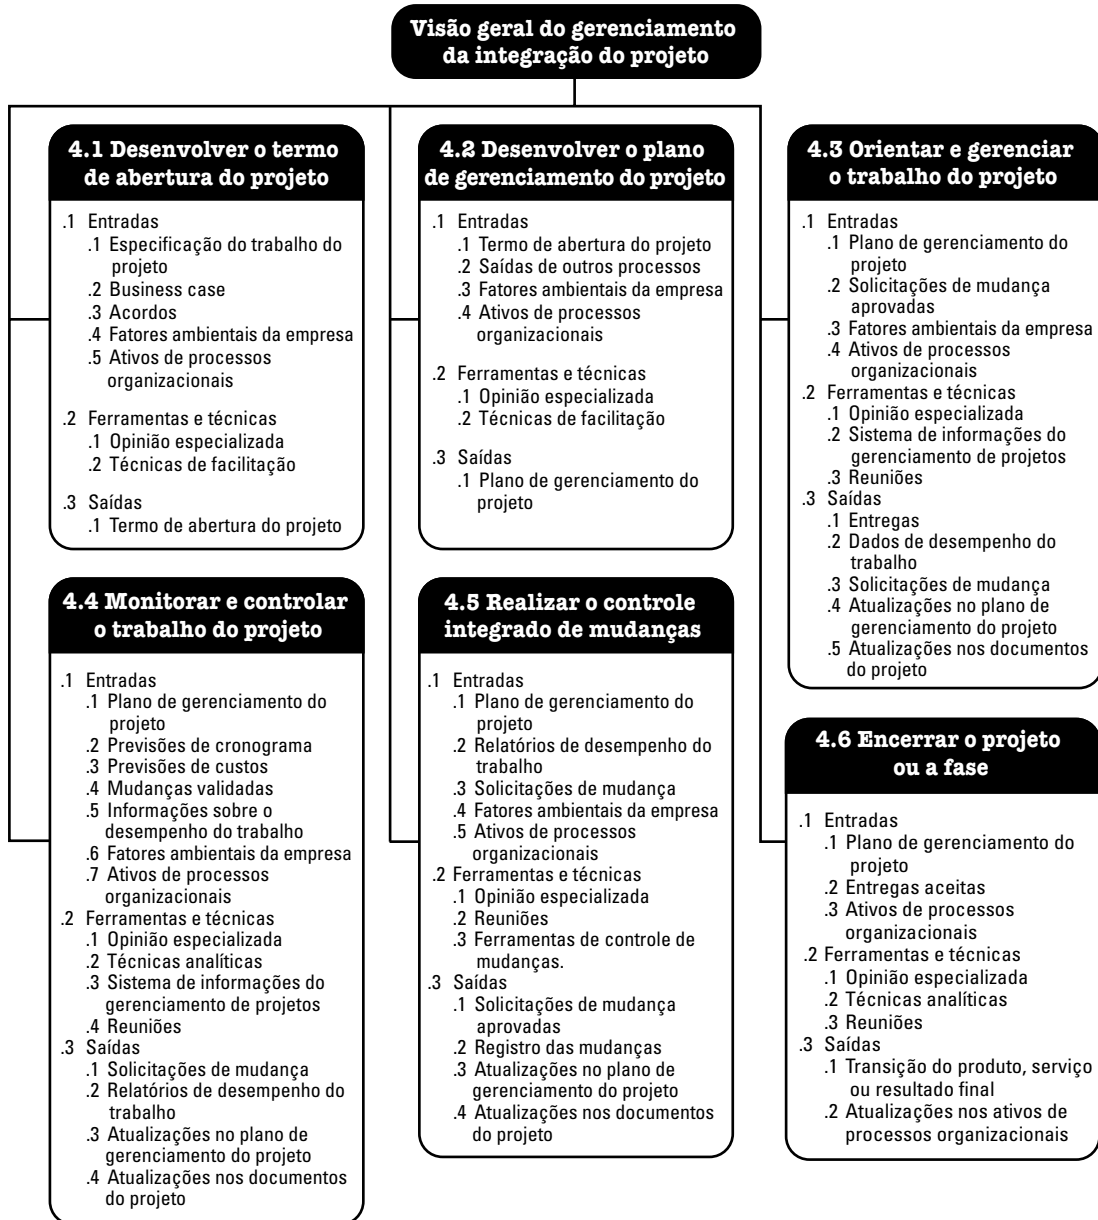 Visão geral do gerenciamento
da integração do projeto
4.1 Desenvolver o termo
de abertura do projeto
.1 Entradas
.1 Especificação do trabalho do
projeto
.2 Business case
.3 Acordos
.4 Fatores ambientais da empresa
.5 Ativos de processos
organizacionais
.2 Ferramentas e técnicas
.1 Opinião especializada
.2 Técnicas de facilitação
.3 Saídas
.1 Termo de abertura do projeto
4.2 Desenvolver o plano
de gerenciamento do projeto
.1 Entradas
.1 Termo de abertura do projeto
.2 Saídas de outros processos
.3 Fatores ambientais da empresa
.4 Ativos de processos
organizacionais
.2 Ferramentas e técnicas
.1 Opinião especializada
.2 Técnicas de facilitação
.3 Saídas
.1 Plano de gerenciamento do
projeto
4.3 Orientar e gerenciar
o trabalho do projeto
.1 Entradas
.1 Plano de gerenciamento do
projeto
.2 Solicitações de mudança
aprovadas
.3 Fatores ambientais da empresa
.4 Ativos de processos
organizacionais
.2 Ferramentas e técnicas
.1 Opinião especializada
.2 Sistema de informações do
gerenciamento de projetos
.3 Reuniões
.3 Saídas
.1 Entregas
.2 Dados de desempenho do
trabalho
.3 Solicitações de mudança
.4 Atualizações no plano de
gerenciamento do projeto
.5 Atualizações nos documentos
do projeto
4.4 Monitorar e controlar
o trabalho do projeto
.1 Entradas
.1 Plano de gerenciamento do
projeto
.2 Previsões de cronograma
.3 Previsões de custos
.4 Mudanças validadas
.5 Informações sobre o
desempenho do trabalho
.6 Fatores ambientais da empresa
.7 Ativos de processos
organizacionais
.2 Ferramentas e técnicas
.1 Opinião especializada
.2 Técnicas analíticas
.3 Sistema de informações do
gerenciamento de projetos
.4 Reuniões
.3 Saídas
.1 Solicitações de mudança
.2 Relatórios de desempenho do
trabalho
.3 Atualizações no plano de
gerenciamento do projeto
.4 Atualizações nos documentos
do projeto
4.5 Realizar o controle
integrado de mudanças
.1 Entradas
.1 Plano de gerenciamento do
projeto
.2 Relatórios de desempenho do
trabalho
.3 Solicitações de mudança
.4 Fatores ambientais da empresa
.5 Ativos de processos
organizacionais
.2 Ferramentas e técnicas
.1 Opinião especializada
.2 Reuniões
.3 Ferramentas de controle de
mudanças.
.3 Saídas
.1 Solicitações de mudança
aprovadas
.2 Registro das mudanças
.3 Atualizações no plano de
gerenciamento do projeto
.4 Atualizações nos documentos
do projeto
4.6 Encerrar o projeto
ou a fase
.1 Entradas
.1 Plano de gerenciamento do
projeto
.2 Entregas aceitas
.3 Ativos de processos
organizacionais
.2 Ferramentas e técnicas
.1 Opinião especializada
.2 Técnicas analíticas
.3 Reuniões
.3 Saídas
.1 Transição do produto, serviço
ou resultado final
.2 Atualizações nos ativos de
processos organizacionais